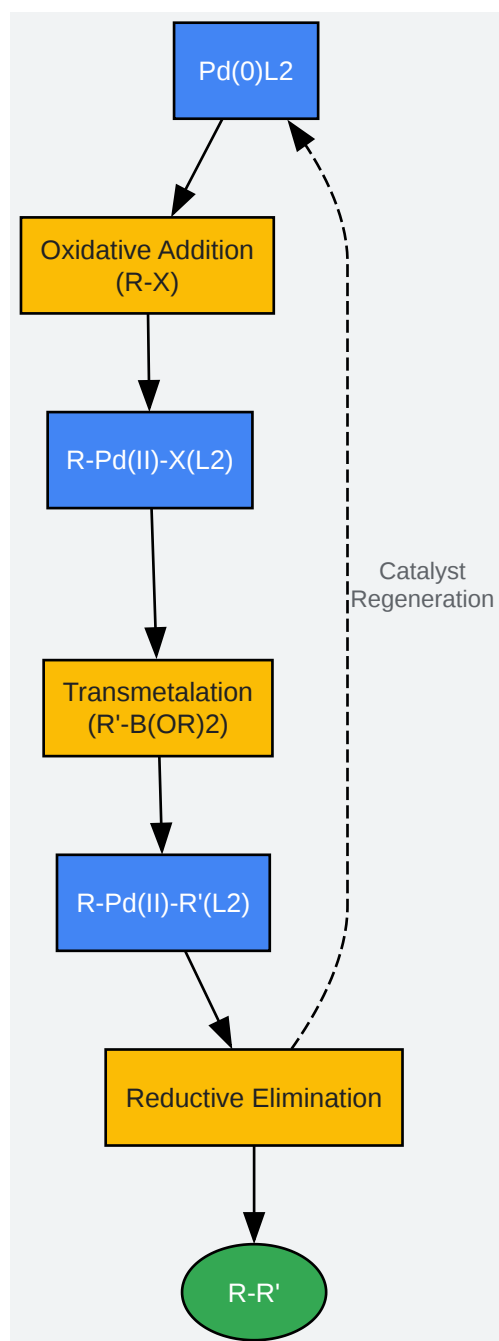 Pd(0)L2
Oxidative Addition
(R-X)
R-Pd(II)-X(L2)
Catalyst
Regeneration
Transmetalation
(R'-B(OR)2)
R-Pd(II)-R'(L2)
Reductive Elimination
R-R'